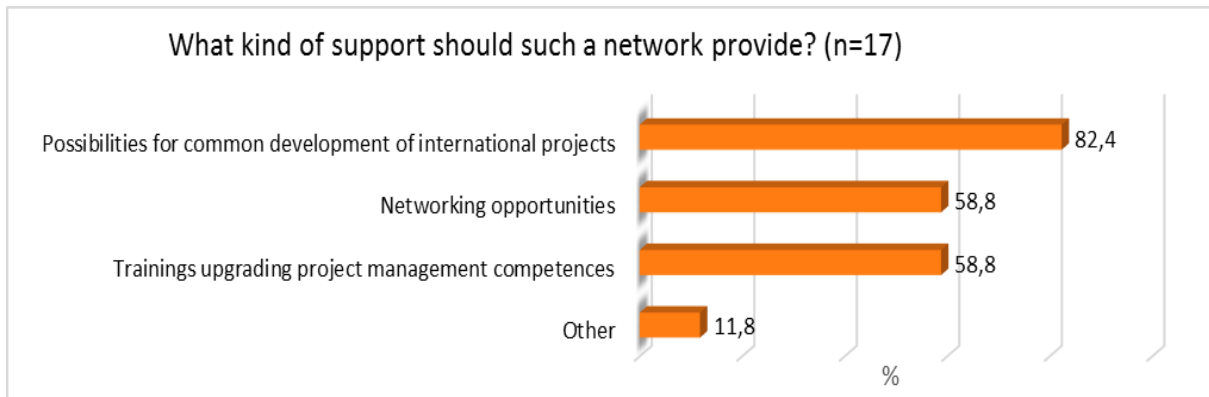 What kind of support should such a network provide? (n=17)
Possibilities for common development of international projects
82,4
Networking opportunities
58,8
Trainings upgrading project management competences
58,8
Other
11,8
%